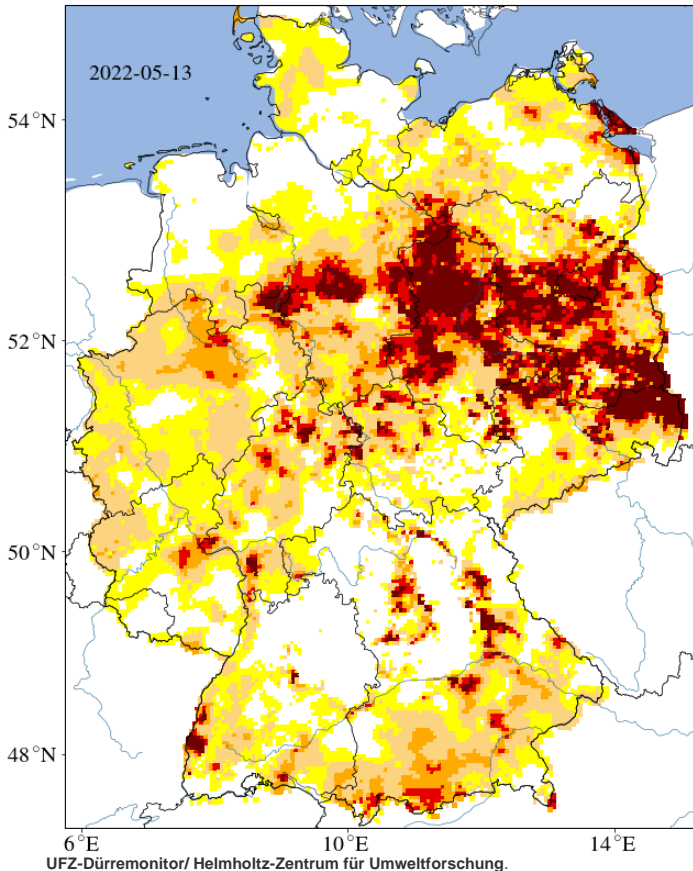 2022-05-13
54°N
52°N
50°N
48°N
6°E
10°E
14°E
UFZ-Dürremonitor/ Helmholtz-Zentrum für Umweltforschung.